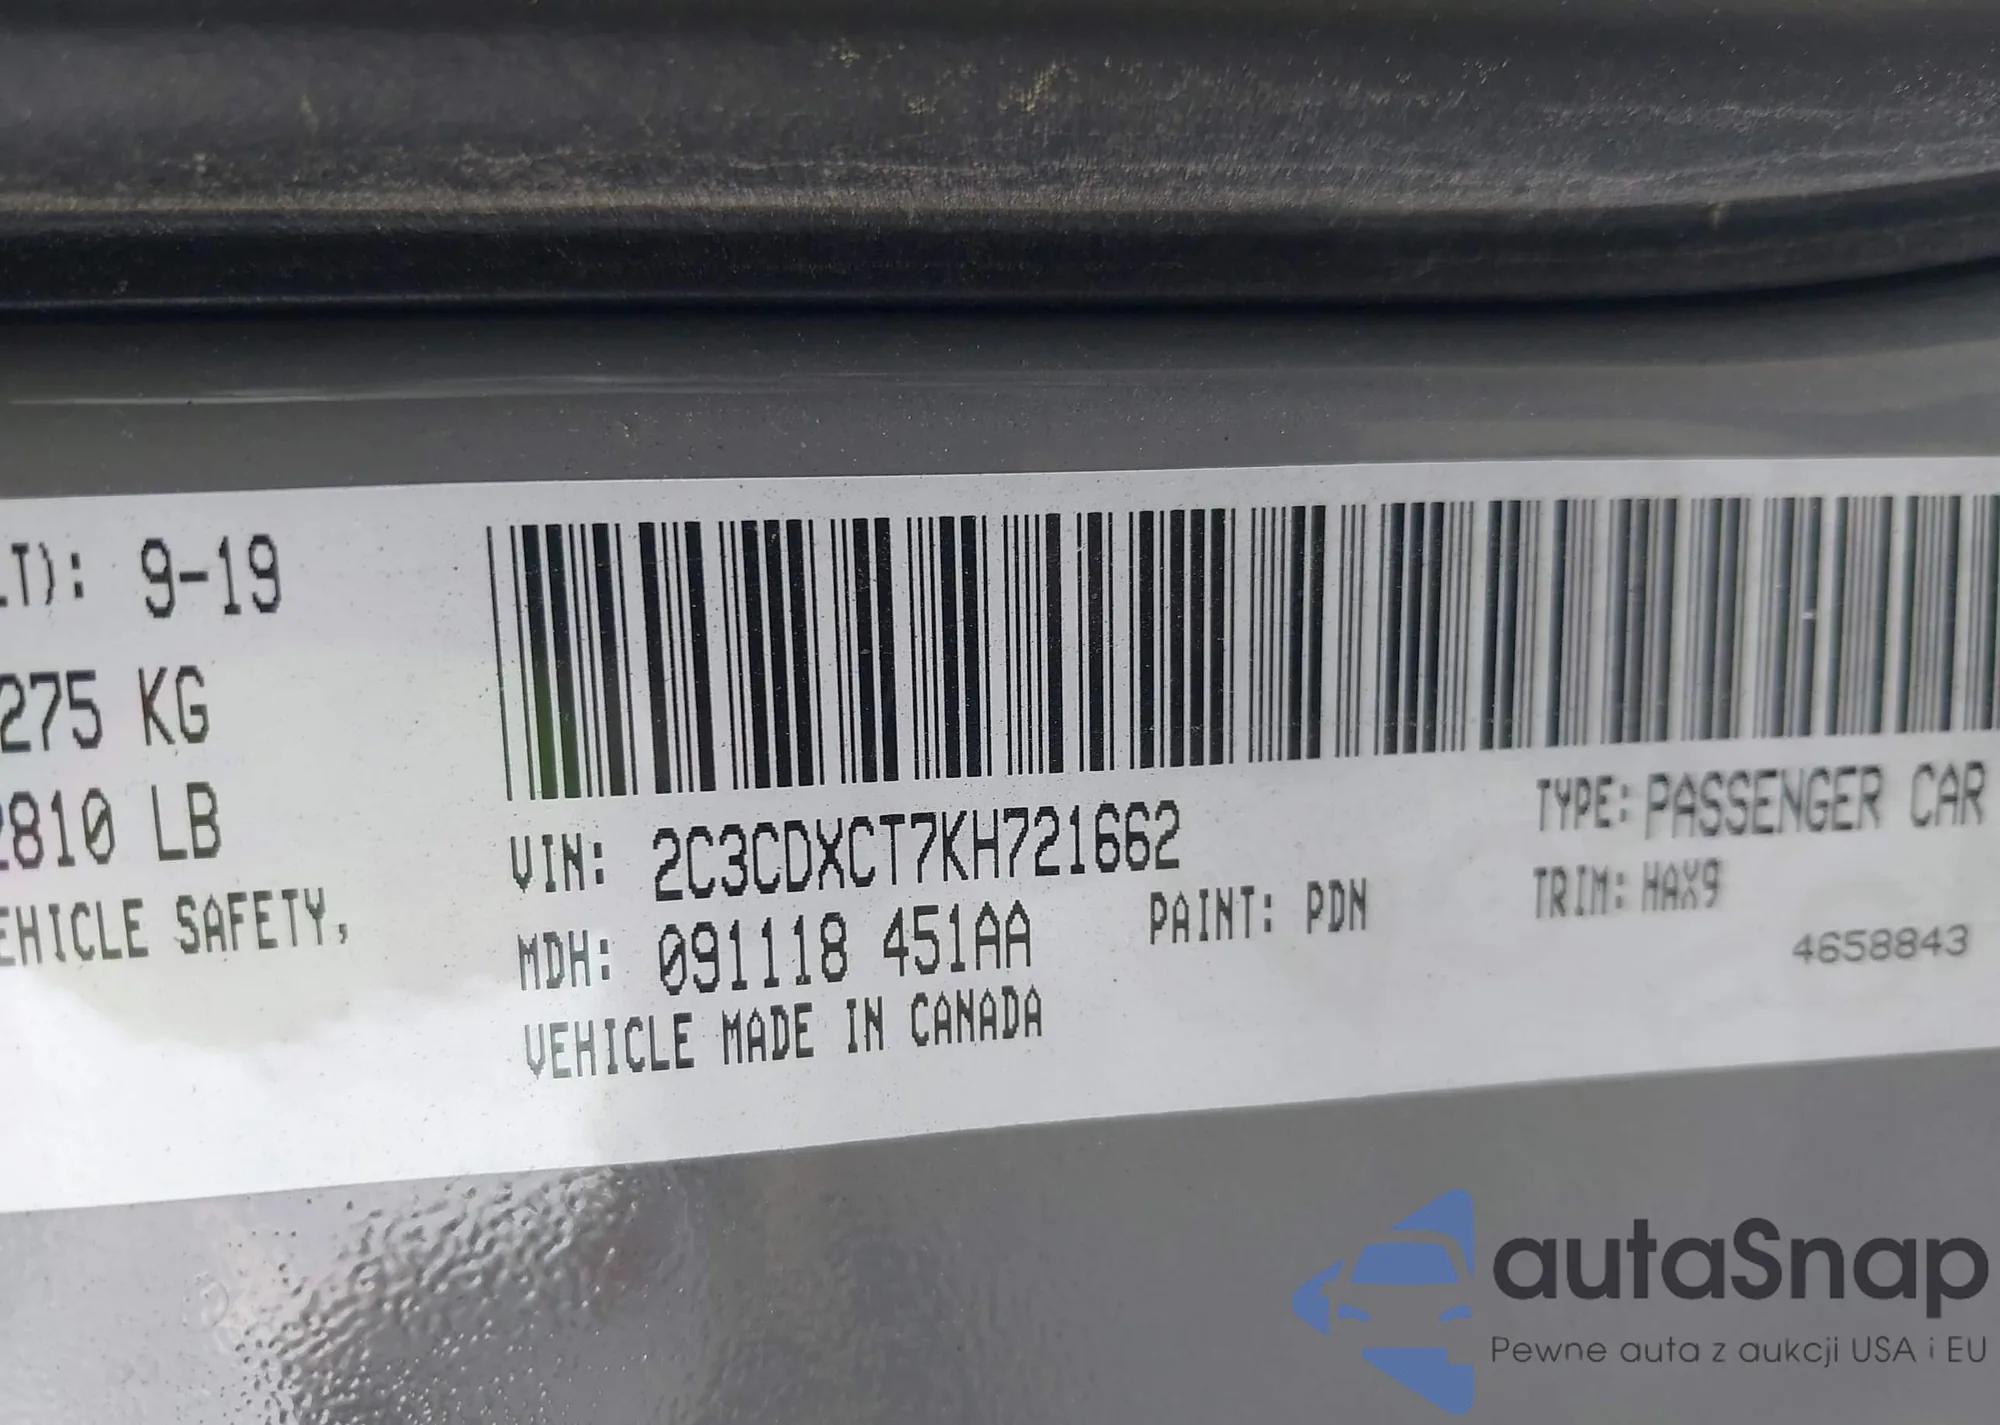 LT): 9-19
275 KG
2810 LB
EHICLE SAFETY,
VIN: 2C3CDXCT7KH721662
TYPE: PASSENGER CAR
MDH: 091118 451AA
PAINT: PDN
TRIM: HAX9
VEHICLE MADE IN CANADA
4658843
autaSnap
Pewne auta z aukcji USA i EU